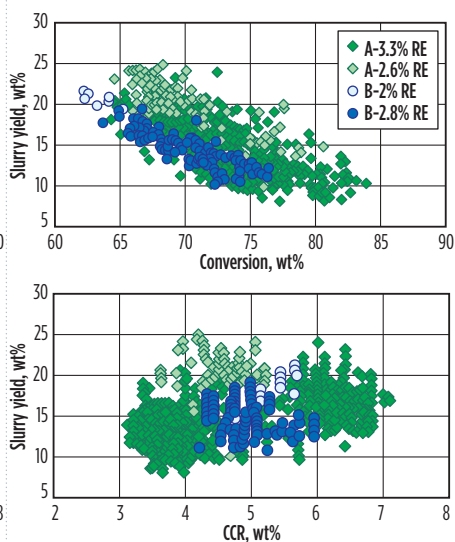 30
25
20
15
10
5
Slurry yield, wt%
A–3.3% RE
A–2.6% RE
B–2% RE
B–2.8% RE
0
60 65 70 75 80 85 90
Conversion, wt%
30
25
20
15
10
5
Slurry yield, wt%
8
2 3 4 5 6 7 8
CCR, wt%